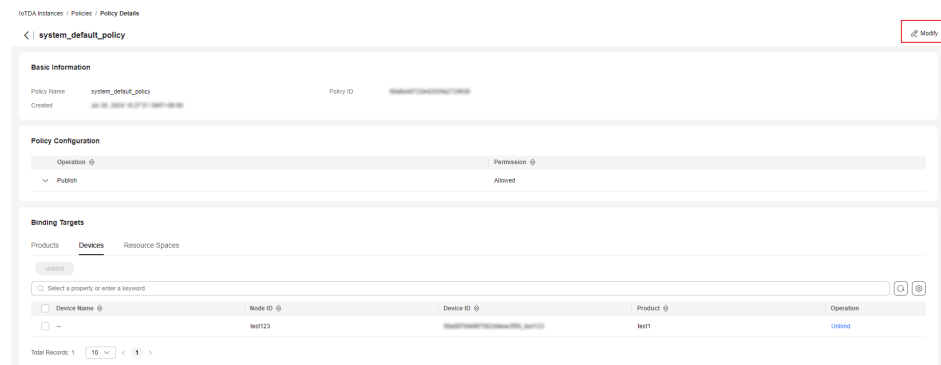 IoTDA Instances / Policies / Policy Details
system_default_policy
Modify
Basic Information
Policy Name system_default_policy Policy ID
Created
Policy Configuration
Operation Permission
Publish Allowed
Binding Targets
Products Devices Resource Spaces
unbind
Select a property or enter a keyword.
Device Name Node ID Device ID Product Operation
-- test123 test1 Unbind
Total Records: 1 10 < 1 >